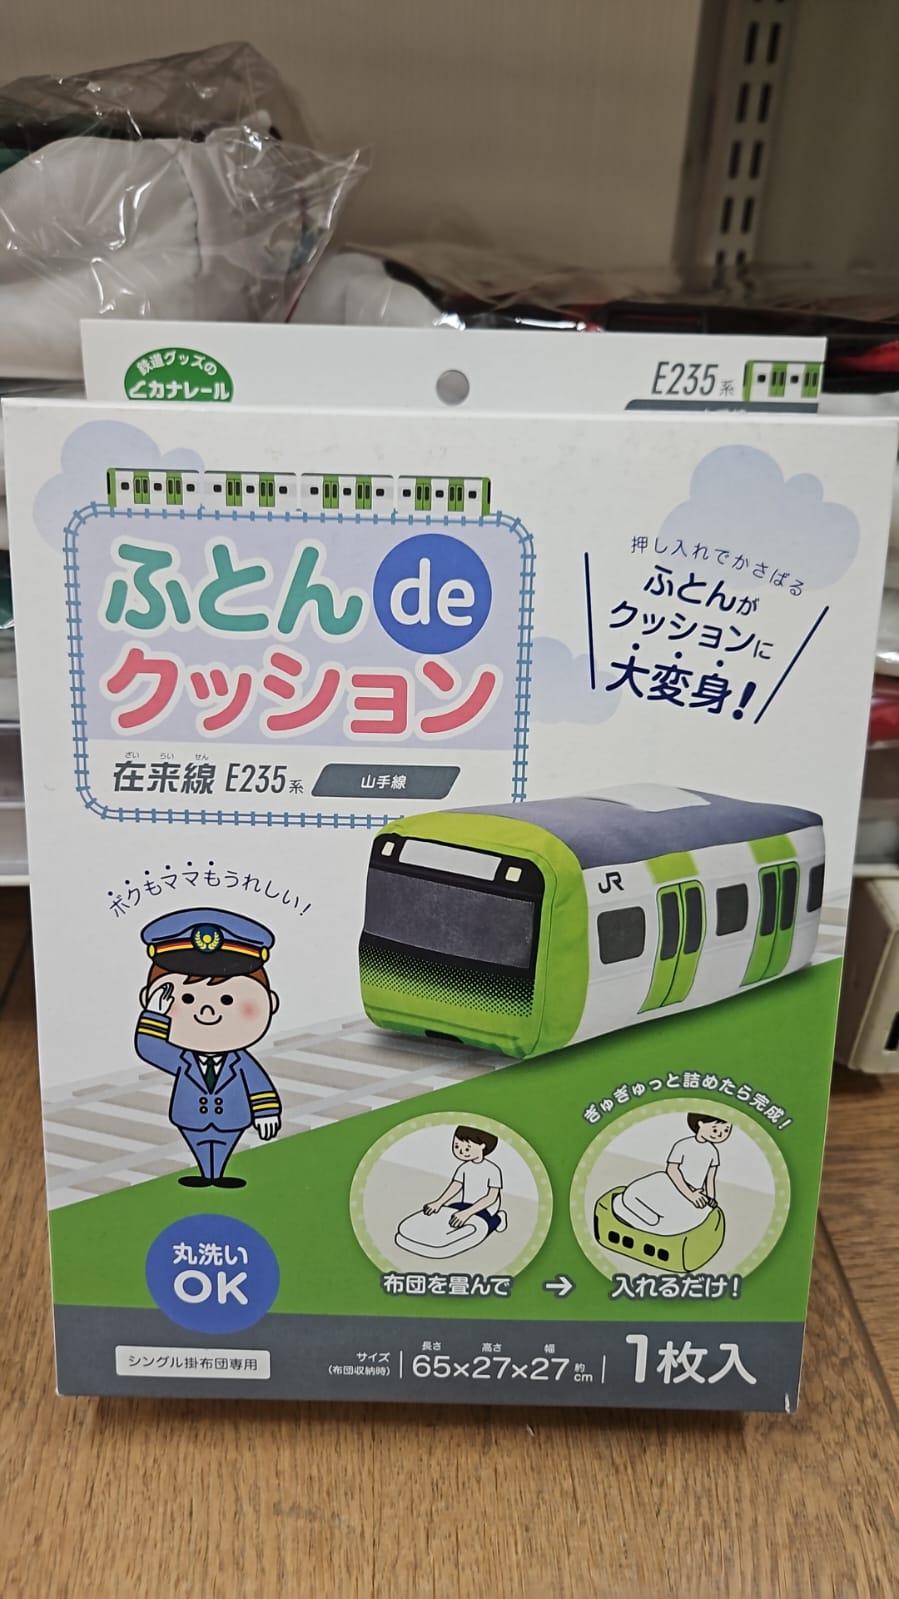 鉄道グッズの
カナレール
E235系
ふとん de
クッション
ざい らい せん
在来線 E235系 山手線
押し入れでかさばる
ふとんが
クッションに
大変身!
ボクもママもうれしい!
JR
ぎゅぎゅっと詰めたら完成!
布団を畳んで → 入れるだけ!
丸洗い
OK
シングル掛布団専用
サイズ
(布団収納時)
長さ 高さ 幅
65×27×27 約cm
1枚入